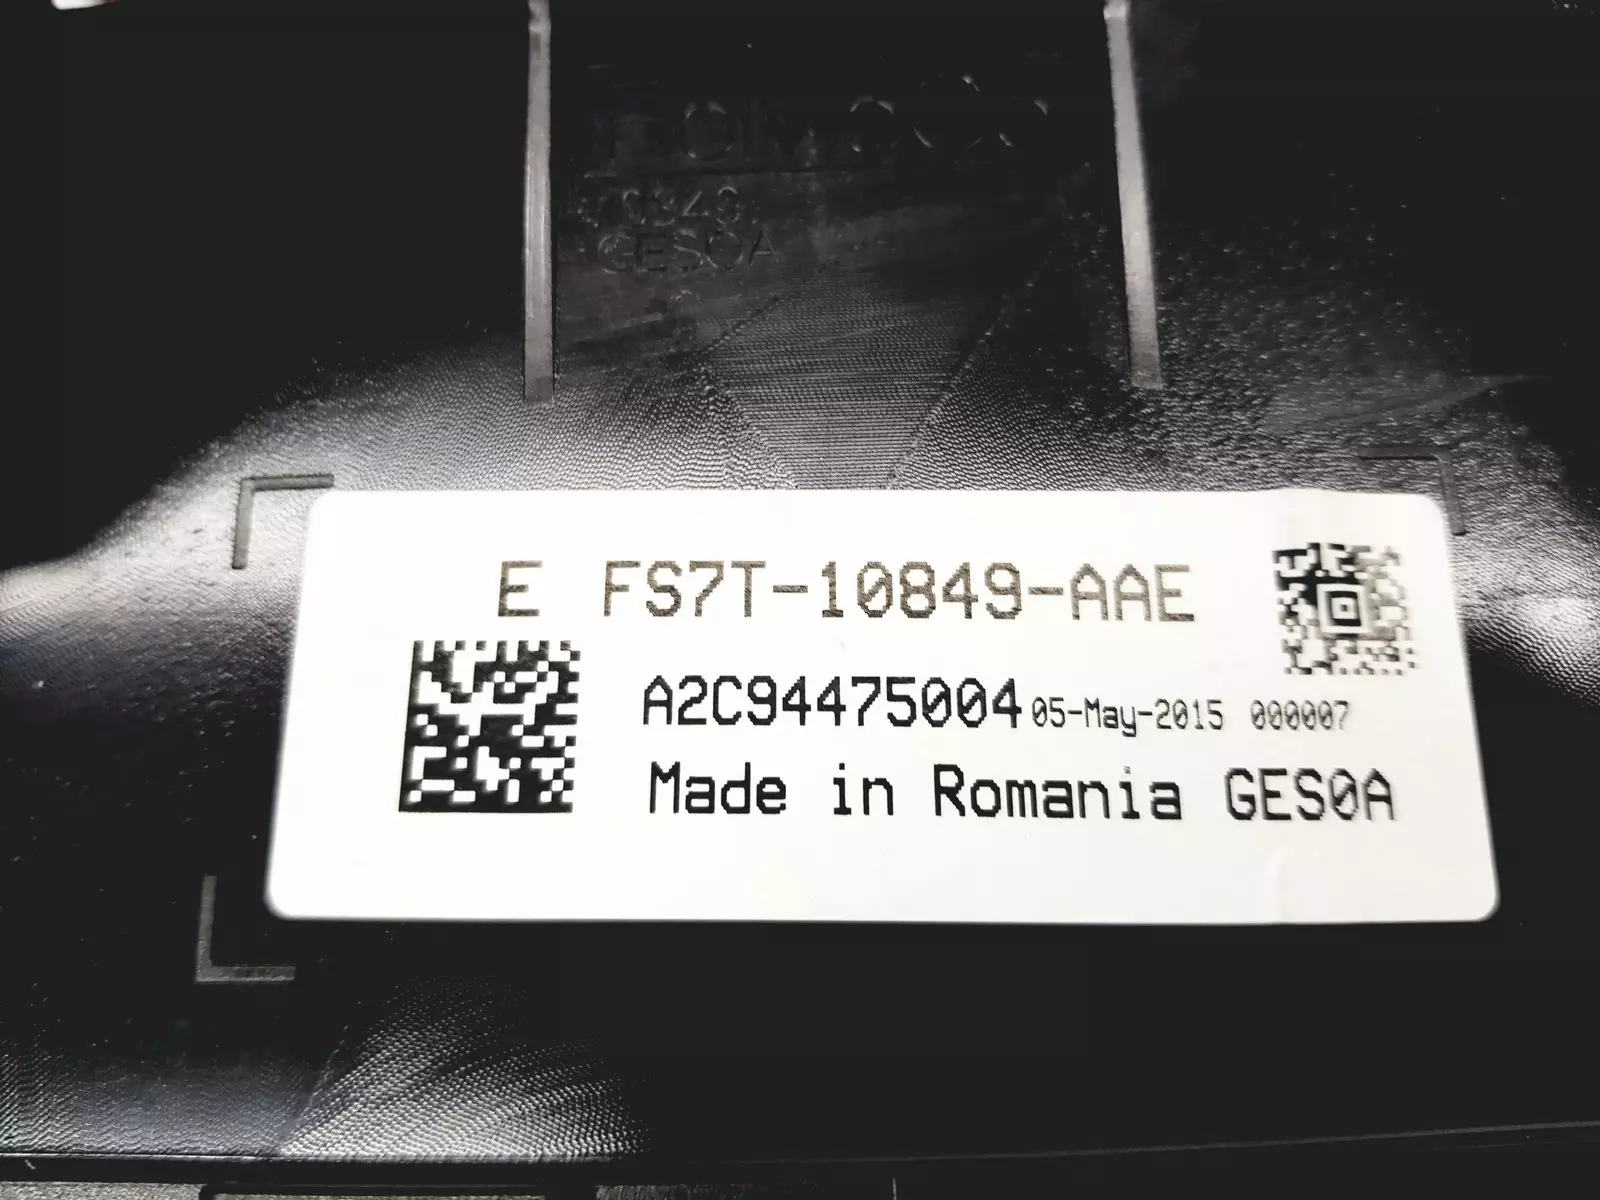 GES0A
E FS7T-10849-AAE
A2C94475004 05-May-2015 000007
Made in Romania GES0A